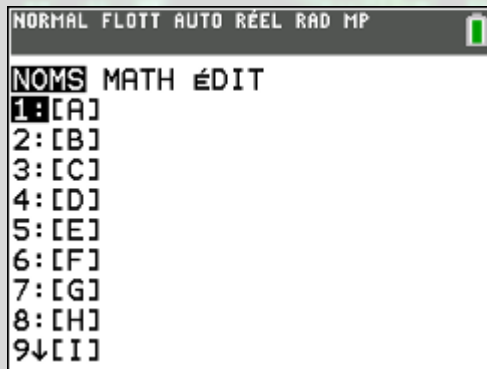 NORMAL FLOTT AUTO RÉEL RAD MP
NOMS MATH ÉDIT
1:[A]
2:[B]
3:[C]
4:[D]
5:[E]
6:[F]
7:[G]
8:[H]
9↓[I]